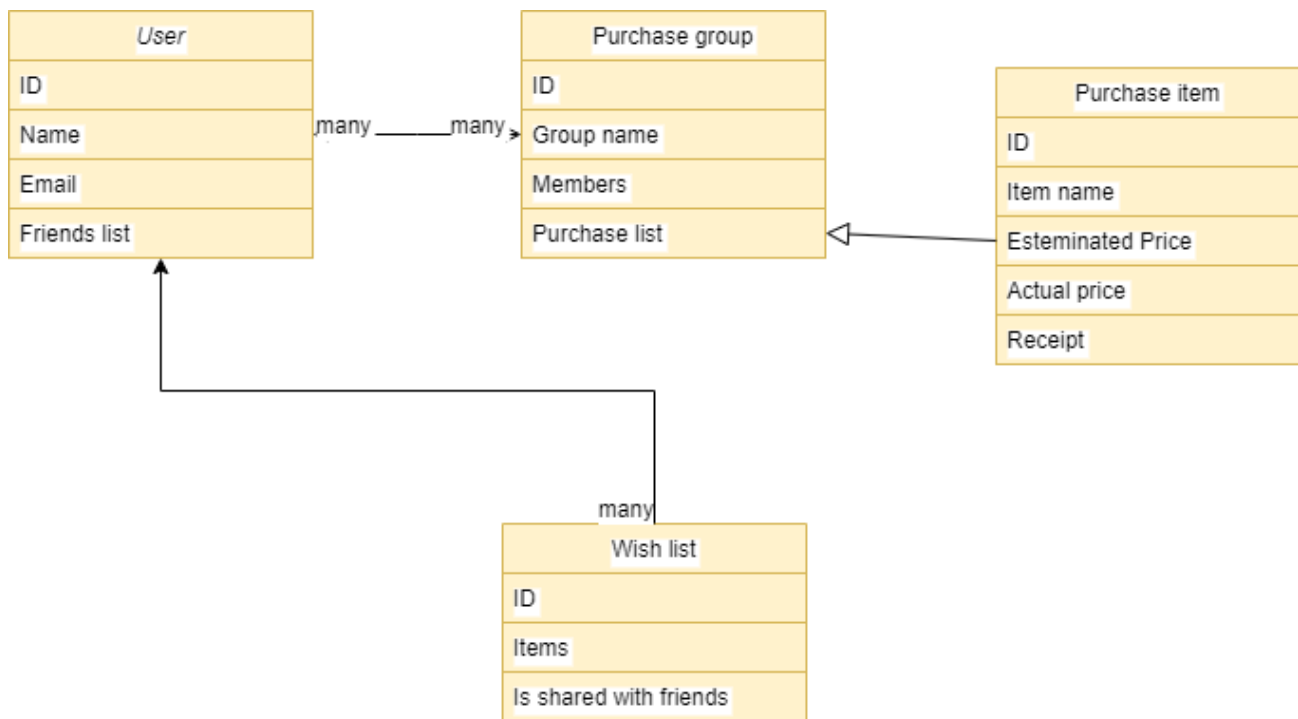 User
ID
Name
Email
Friends list
many
many
Purchase group
ID
Group name
Members
Purchase list
Purchase item
ID
Item name
Esteminated Price
Actual price
Receipt
many
Wish list
ID
Items
Is shared with friends